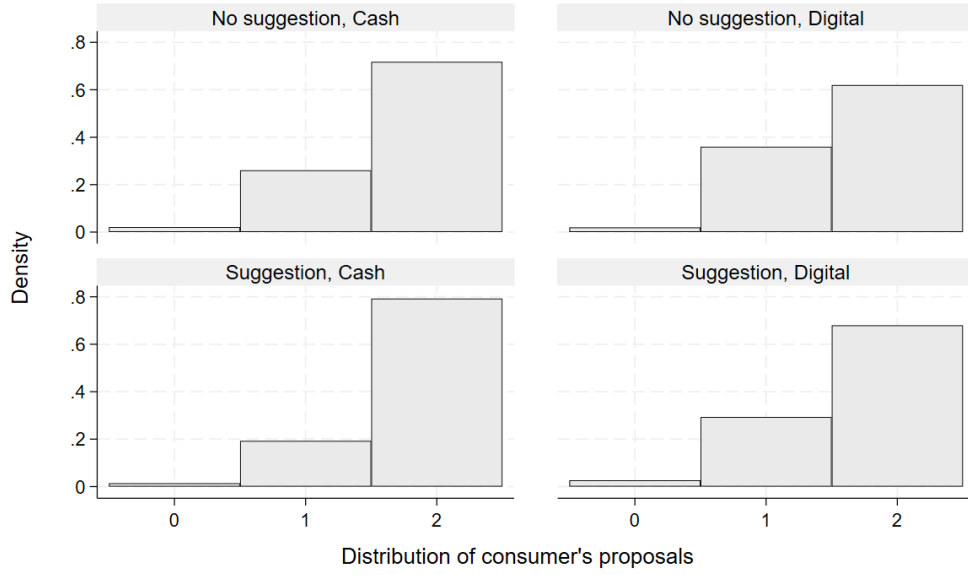 No suggestion, Cash
No suggestion, Digital
.8
.6
.4
.2
0
Suggestion, Cash
Suggestion, Digital
.8
.6
.4
.2
0
0 1 2
0 1 2
Density
Distribution of consumer's proposals